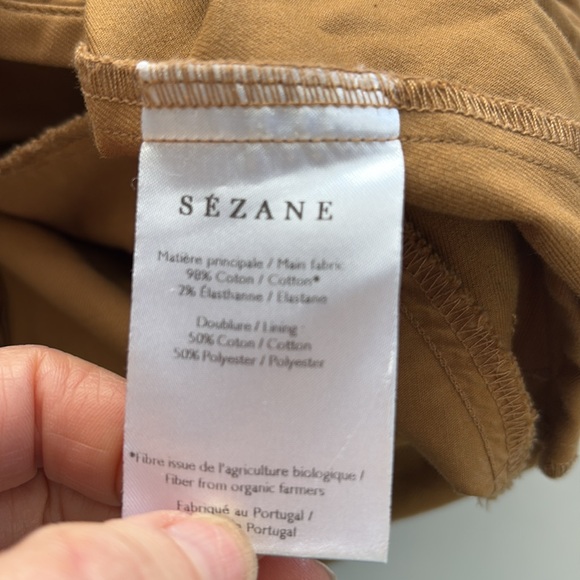 SÉZANE
Matière principale / Main fabric
98% Coton / Cotton*
2% Élasthanne / Elastane
Doublure / Lining
50% Coton / Cotton
50% Polyester / Polyester
*Fibre issue de l'agriculture biologique /
Fiber from organic farmers
Fabriqué au Portugal /
Portugal